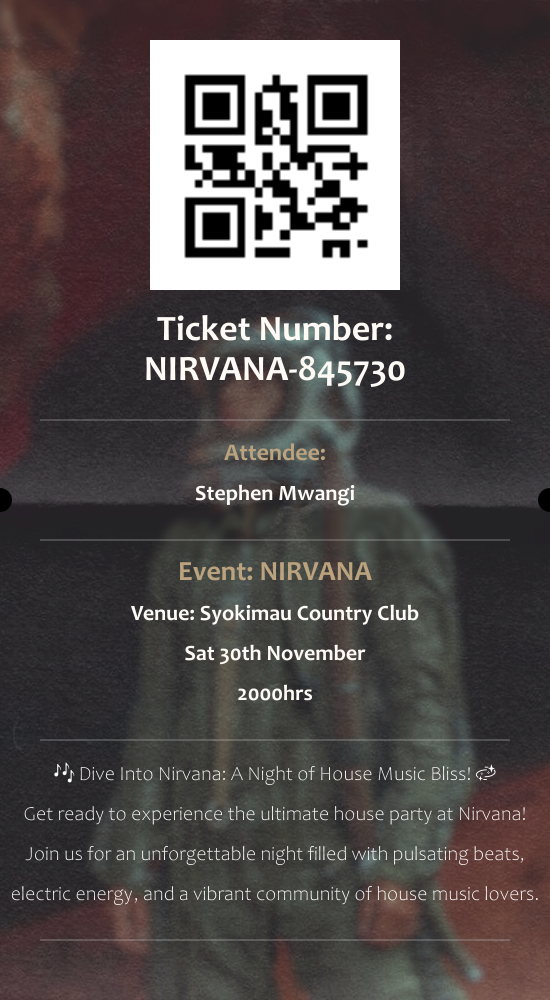 Ticket Number:
NIRVANA-845730
Attendee:
Stephen Mwangi
Event: NIRVANA
Venue: Syokimau Country Club
Sat 30th November
2000hrs
🎶 Dive Into Nirvana: A Night of House Music Bliss! 💫
Get ready to experience the ultimate house party at Nirvana!
Join us for an unforgettable night filled with pulsating beats,
electric energy, and a vibrant community of house music lovers.